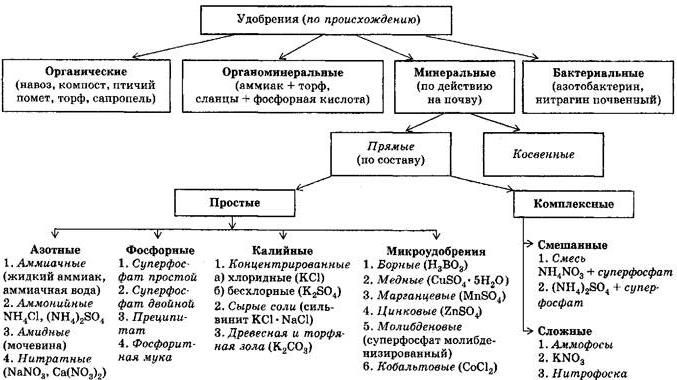 Удобрения (по происхождению)
Органические
(навоз, компост, птичий
помет, торф, сапропель)
Органоминеральные
(аммиак + торф,
сланцы + фосфорная кислота)
Минеральные
(по действию
на почву)
Бактериальные
(азотобактерин,
нитрагин почвенный)
Прямые
(по составу)
Косвенные
Простые
Комплексные
Азотные
1. Аммиачные
(жидкий аммиак,
аммиачная вода)
2. Аммонийные
NH₄Cl, (NH₄)₂SO₄
3. Амидные
(мочевина)
4. Нитратные
(NaNO₃, Ca(NO₃)₂)
Фосфорные
1. Суперфос-
фат простой
2. Суперфос-
фат двойной
3. Преципи-
тат
4. Фосфорит-
ная мука
Калийные
1. Концентрированные
а) хлоридные (KCl)
б) бесхлорные (K₂SO₄)
2. Сырые соли (силь-
винит KCl · NaCl)
3. Древесная и торфя-
ная зола (K₂CO₃)
Микроудобрения
1. Борные (H₃BO₃)
2. Медные (CuSO₄ · 5H₂O)
3. Марганцевые (MnSO₄)
4. Цинковые (ZnSO₄)
5. Молибденовые
(суперфосфат молибде-
низированный)
6. Кобальтовые (CoCl₂)
Смешанные
1. Смесь
NH₄NO₃ + суперфосфат
2. (NH₄)₂SO₄ + супер-
фосфат
Сложные
1. Аммофосы
2. KNO₃
3. Нитрофоска